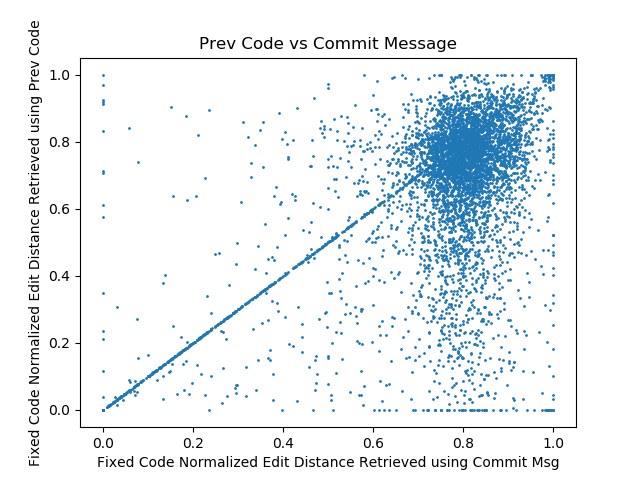 Prev Code vs Commit Message
Fixed Code Normalized Edit Distance Retrieved using Prev Code
1.0
0.8
0.6
0.4
0.2
0.0
0.0 0.2 0.4 0.6 0.8 1.0
Fixed Code Normalized Edit Distance Retrieved using Commit Msg